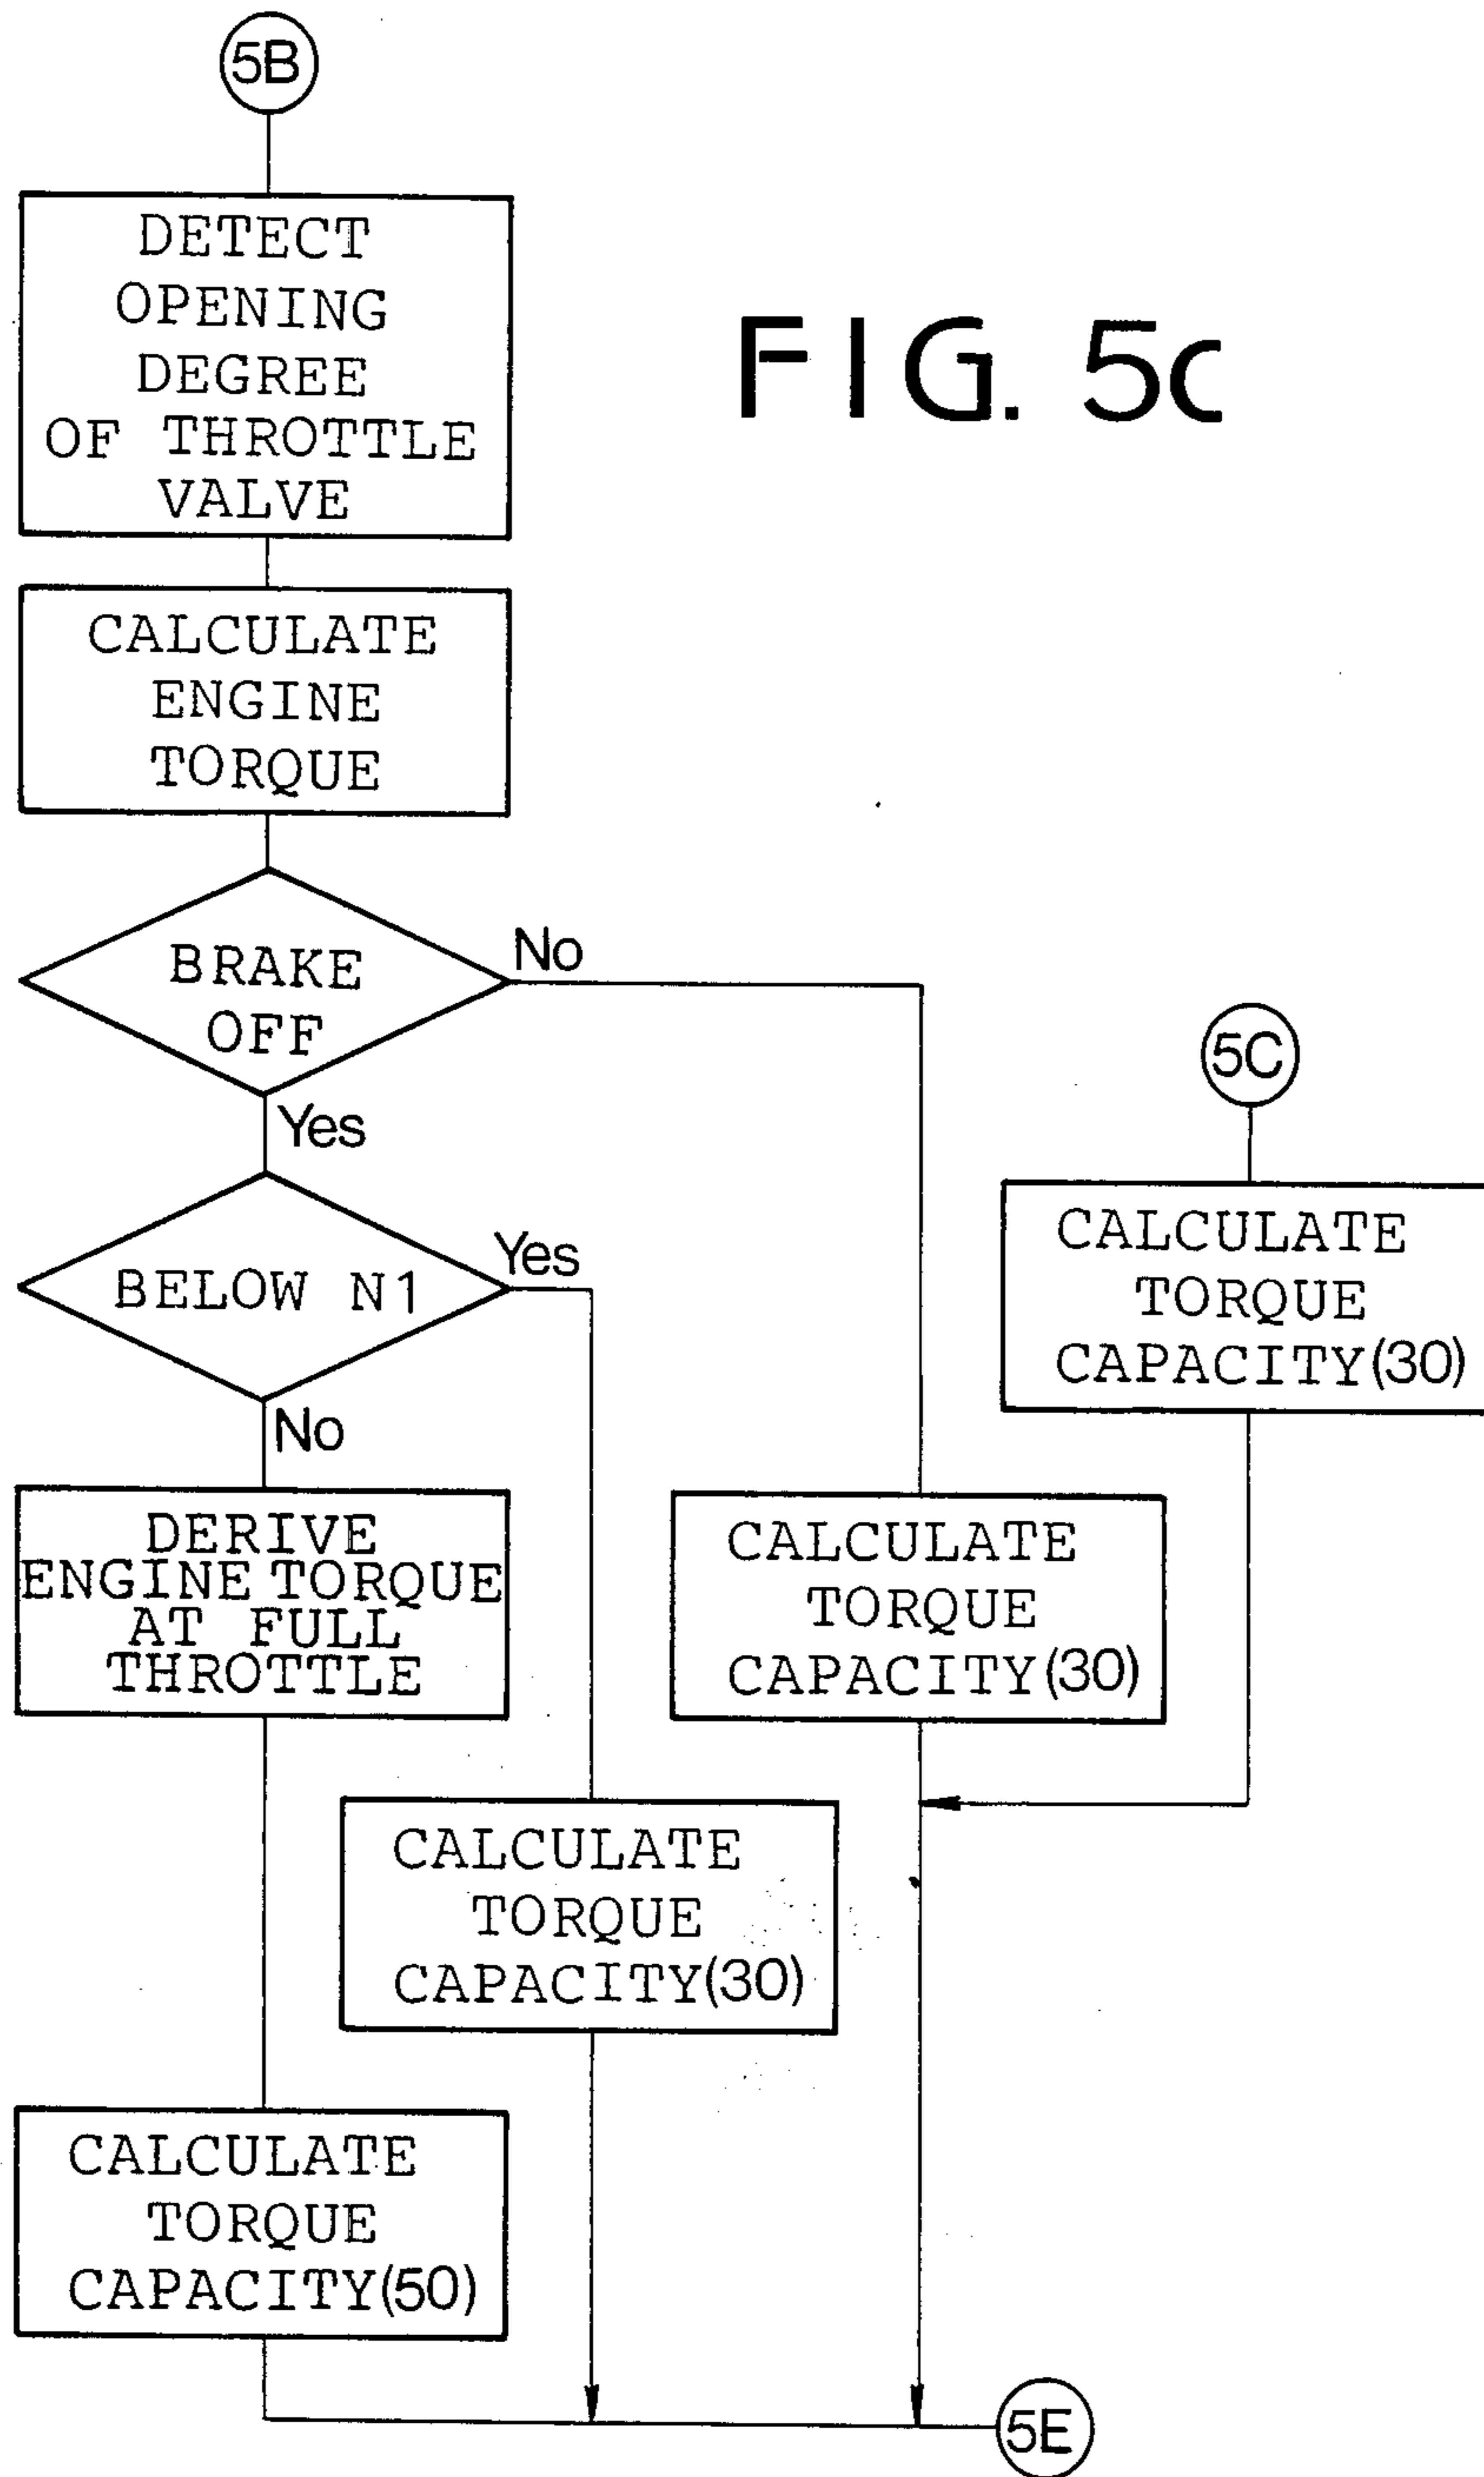 5B
DETECT
OPENING
DEGREE
OF THROTTLE
VALVE
FIG. 5C
CALCULATE
ENGINE
TORQUE
BRAKE
OFF
No
Yes
5C
CALCULATE
TORQUE
CAPACITY(30)
BELOW N1
Yes
No
DERIVE
ENGINE TORQUE
AT FULL
THROTTLE
CALCULATE
TORQUE
CAPACITY(30)
CALCULATE
TORQUE
CAPACITY(30)
CALCULATE
TORQUE
CAPACITY(50)
5E